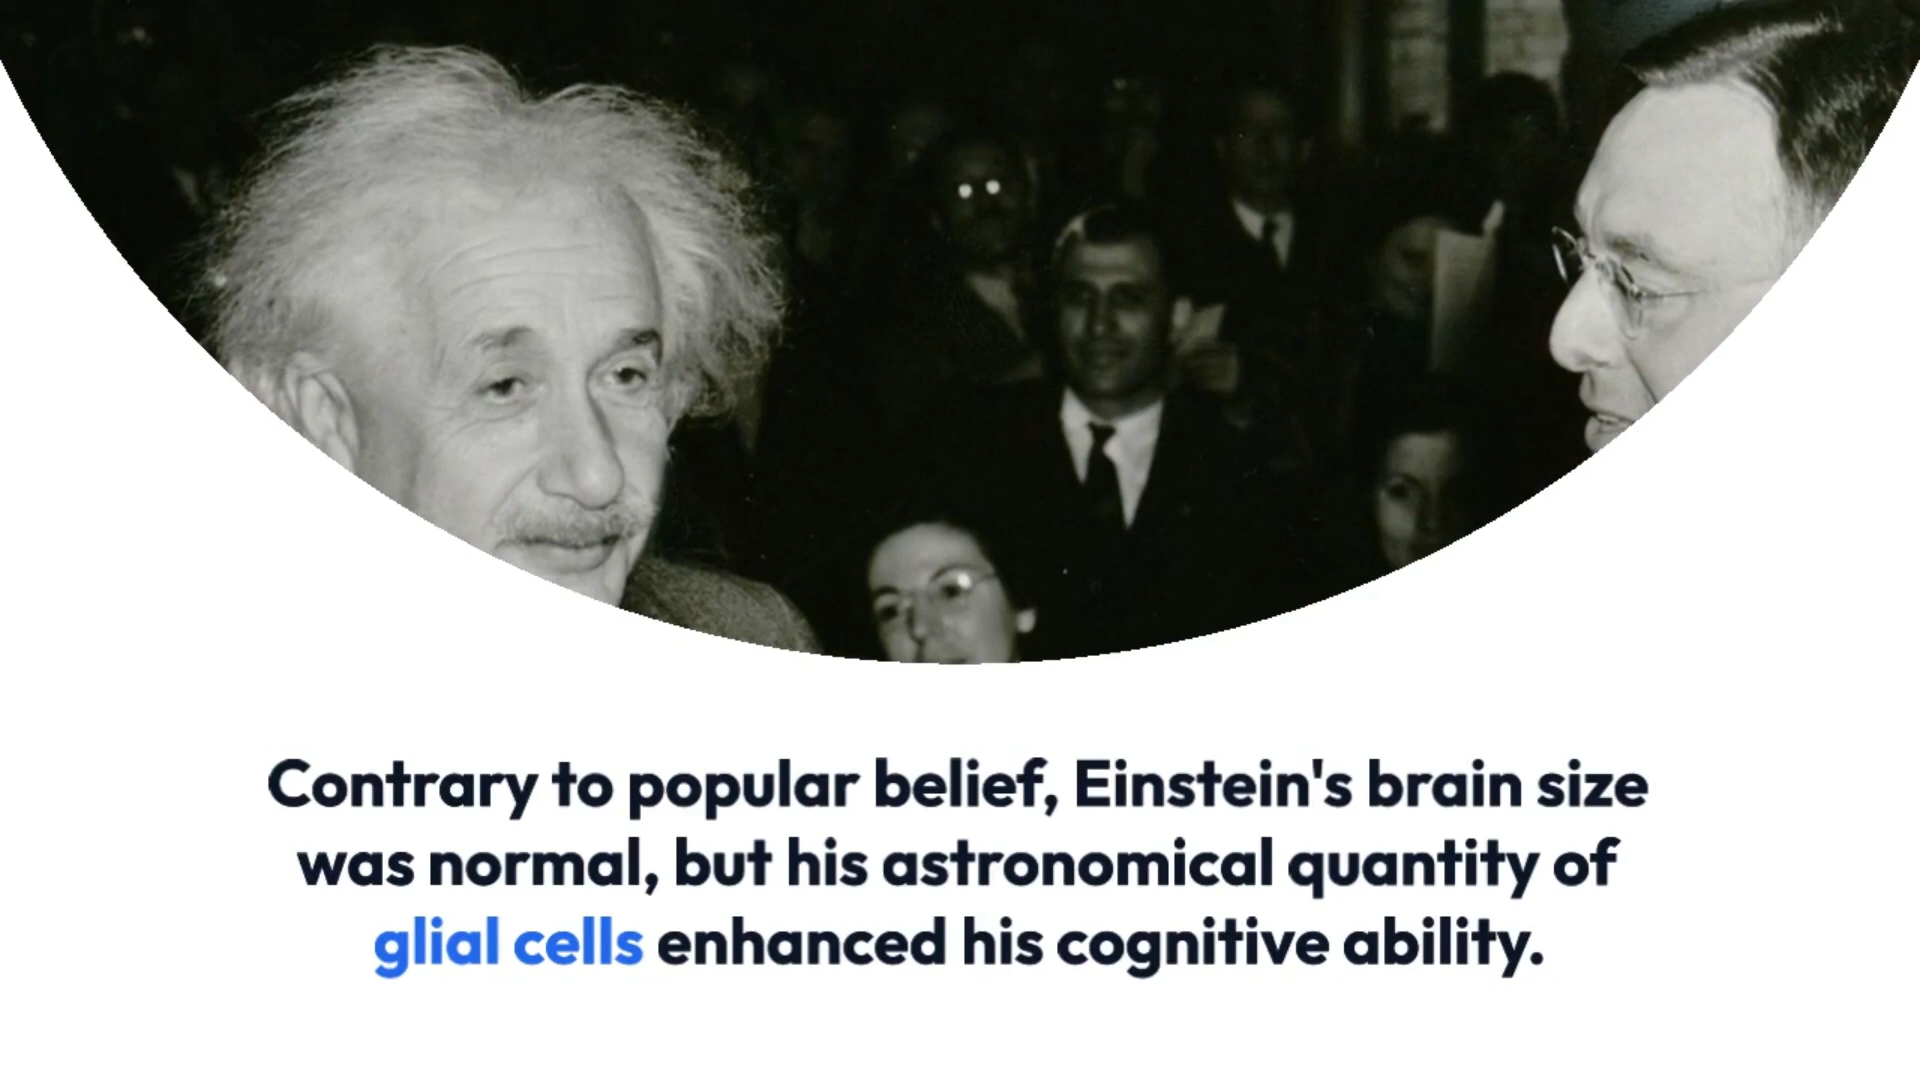 Contrary to popular belief, Einstein's brain size
was normal, but his astronomical quantity of
glial cells enhanced his cognitive ability.